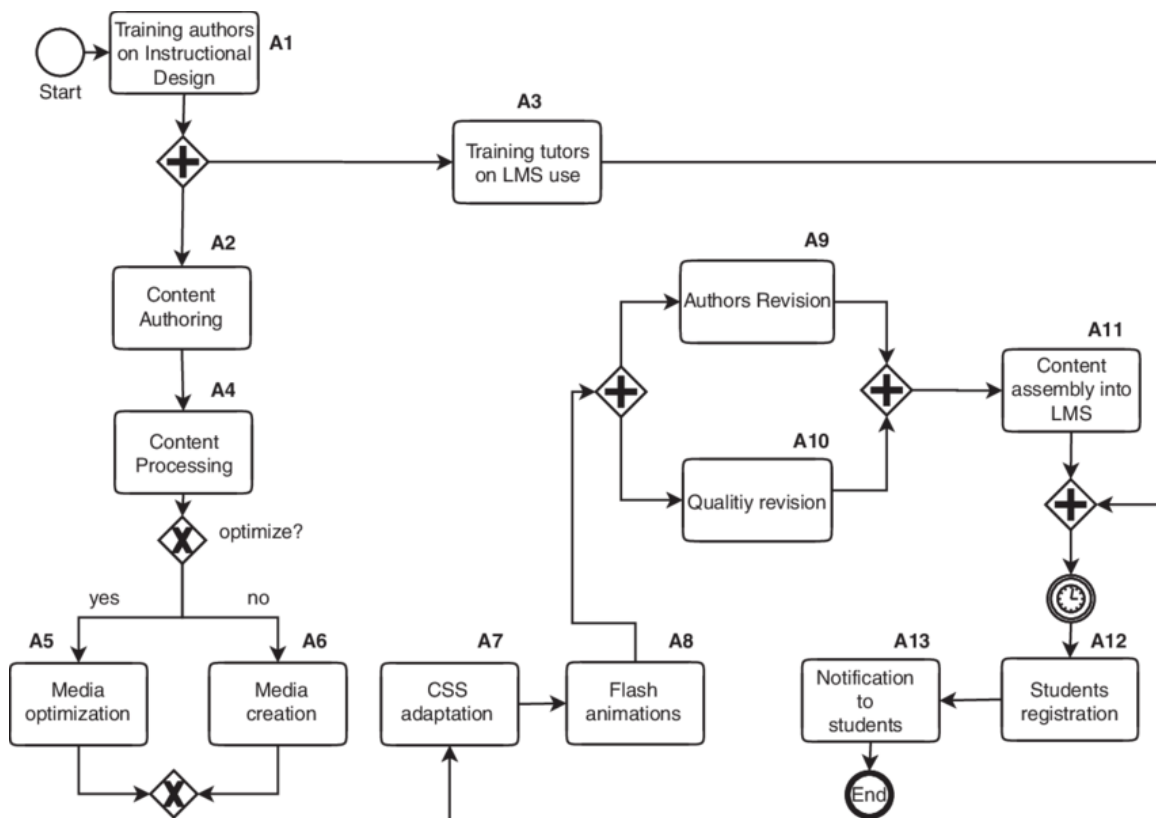 Training authors
on Instructional
Design
A1
Start
A3
Training tutors
on LMS use
A2
Content
Authoring
A9
Authors Revision
A11
Content
assembly into
LMS
A4
Content
Processing
A10
Qualitiy revision
optimize?
yes
no
A5
Media
optimization
A6
Media
creation
A7
CSS
adaptation
A8
Flash
animations
A13
Notification
to
students
A12
Students
registration
End